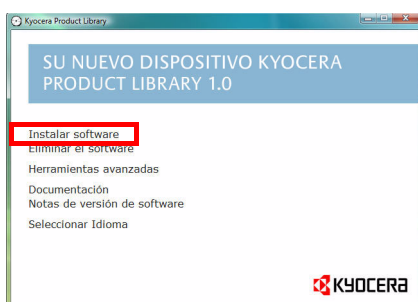 Kyocera Product Library
SU NUEVO DISPOSITIVO KYOCERA
PRODUCT LIBRARY 1.0
Instalar software
Eliminar el software
Herramientas avanzadas
Documentación
Notas de versión de software
Seleccionar Idioma
KYOCERA